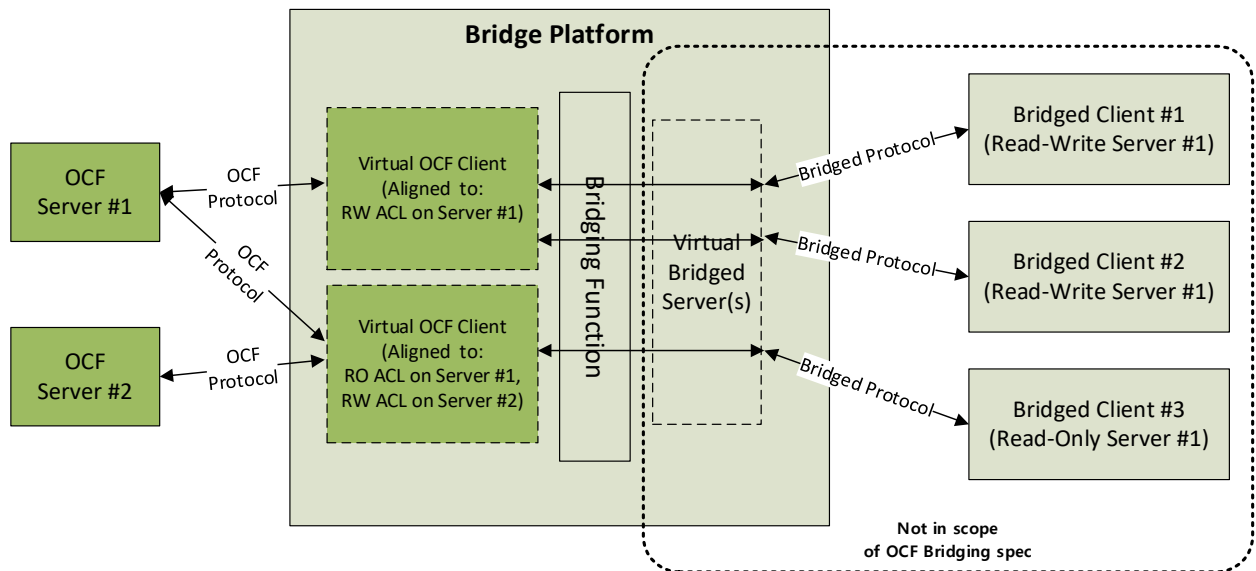 Bridge Platform
OCF
Server #1
OCF
Server #2
OCF
Protocol
OCF
Protocol
OCF
Protocol
Virtual OCF Client
(Aligned to:
RW ACL on Server #1)
Virtual OCF Client
(Aligned to:
RO ACL on Server #1,
RW ACL on Server #2)
Bridging Function
Virtual
Bridged
Server(s)
Bridged Protocol
Bridged Protocol
Bridged Protocol
Bridged Client #1
(Read-Write Server #1)
Bridged Client #2
(Read-Write Server #1)
Bridged Client #3
(Read-Only Server #1)
Not in scope
of OCF Bridging spec